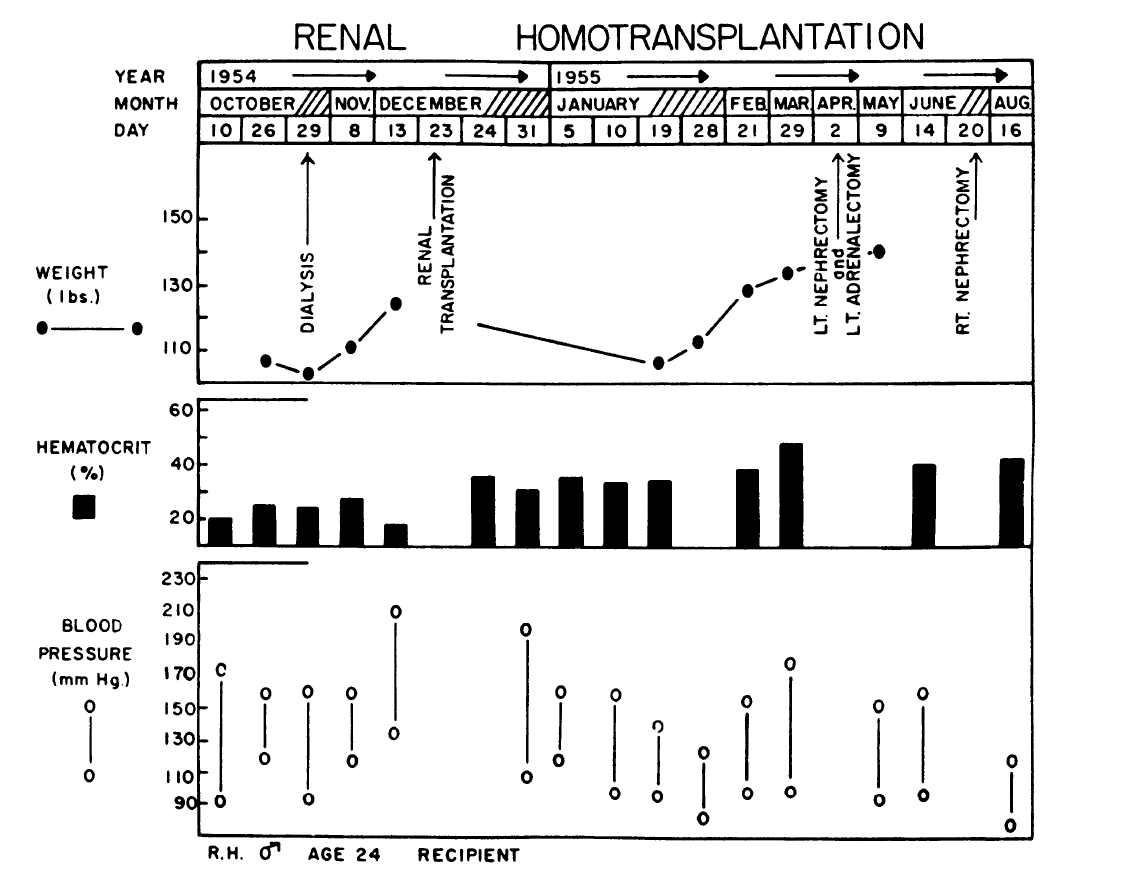 RENAL HOMOTRANSPLANTATION
YEAR 1954 1955
MONTH OCTOBER NOV. DECEMBER JANUARY FEB. MAR. APR. MAY JUNE AUG.
DAY 10 26 29 8 13 23 24 31 5 10 19 28 21 29 2 9 14 20 16
DIALYSIS
RENAL
TRANSPLANTATION
LT. NEPHRECTOMY
and
LT. ADRENALECTOMY
RT. NEPHRECTOMY
WEIGHT
(lbs.)
150
130
110
HEMATOCRIT
(%)
60
40
20
BLOOD
PRESSURE
(mm Hg.)
230
210
190
170
150
130
110
90
R.H. ♂ AGE 24 RECIPIENT